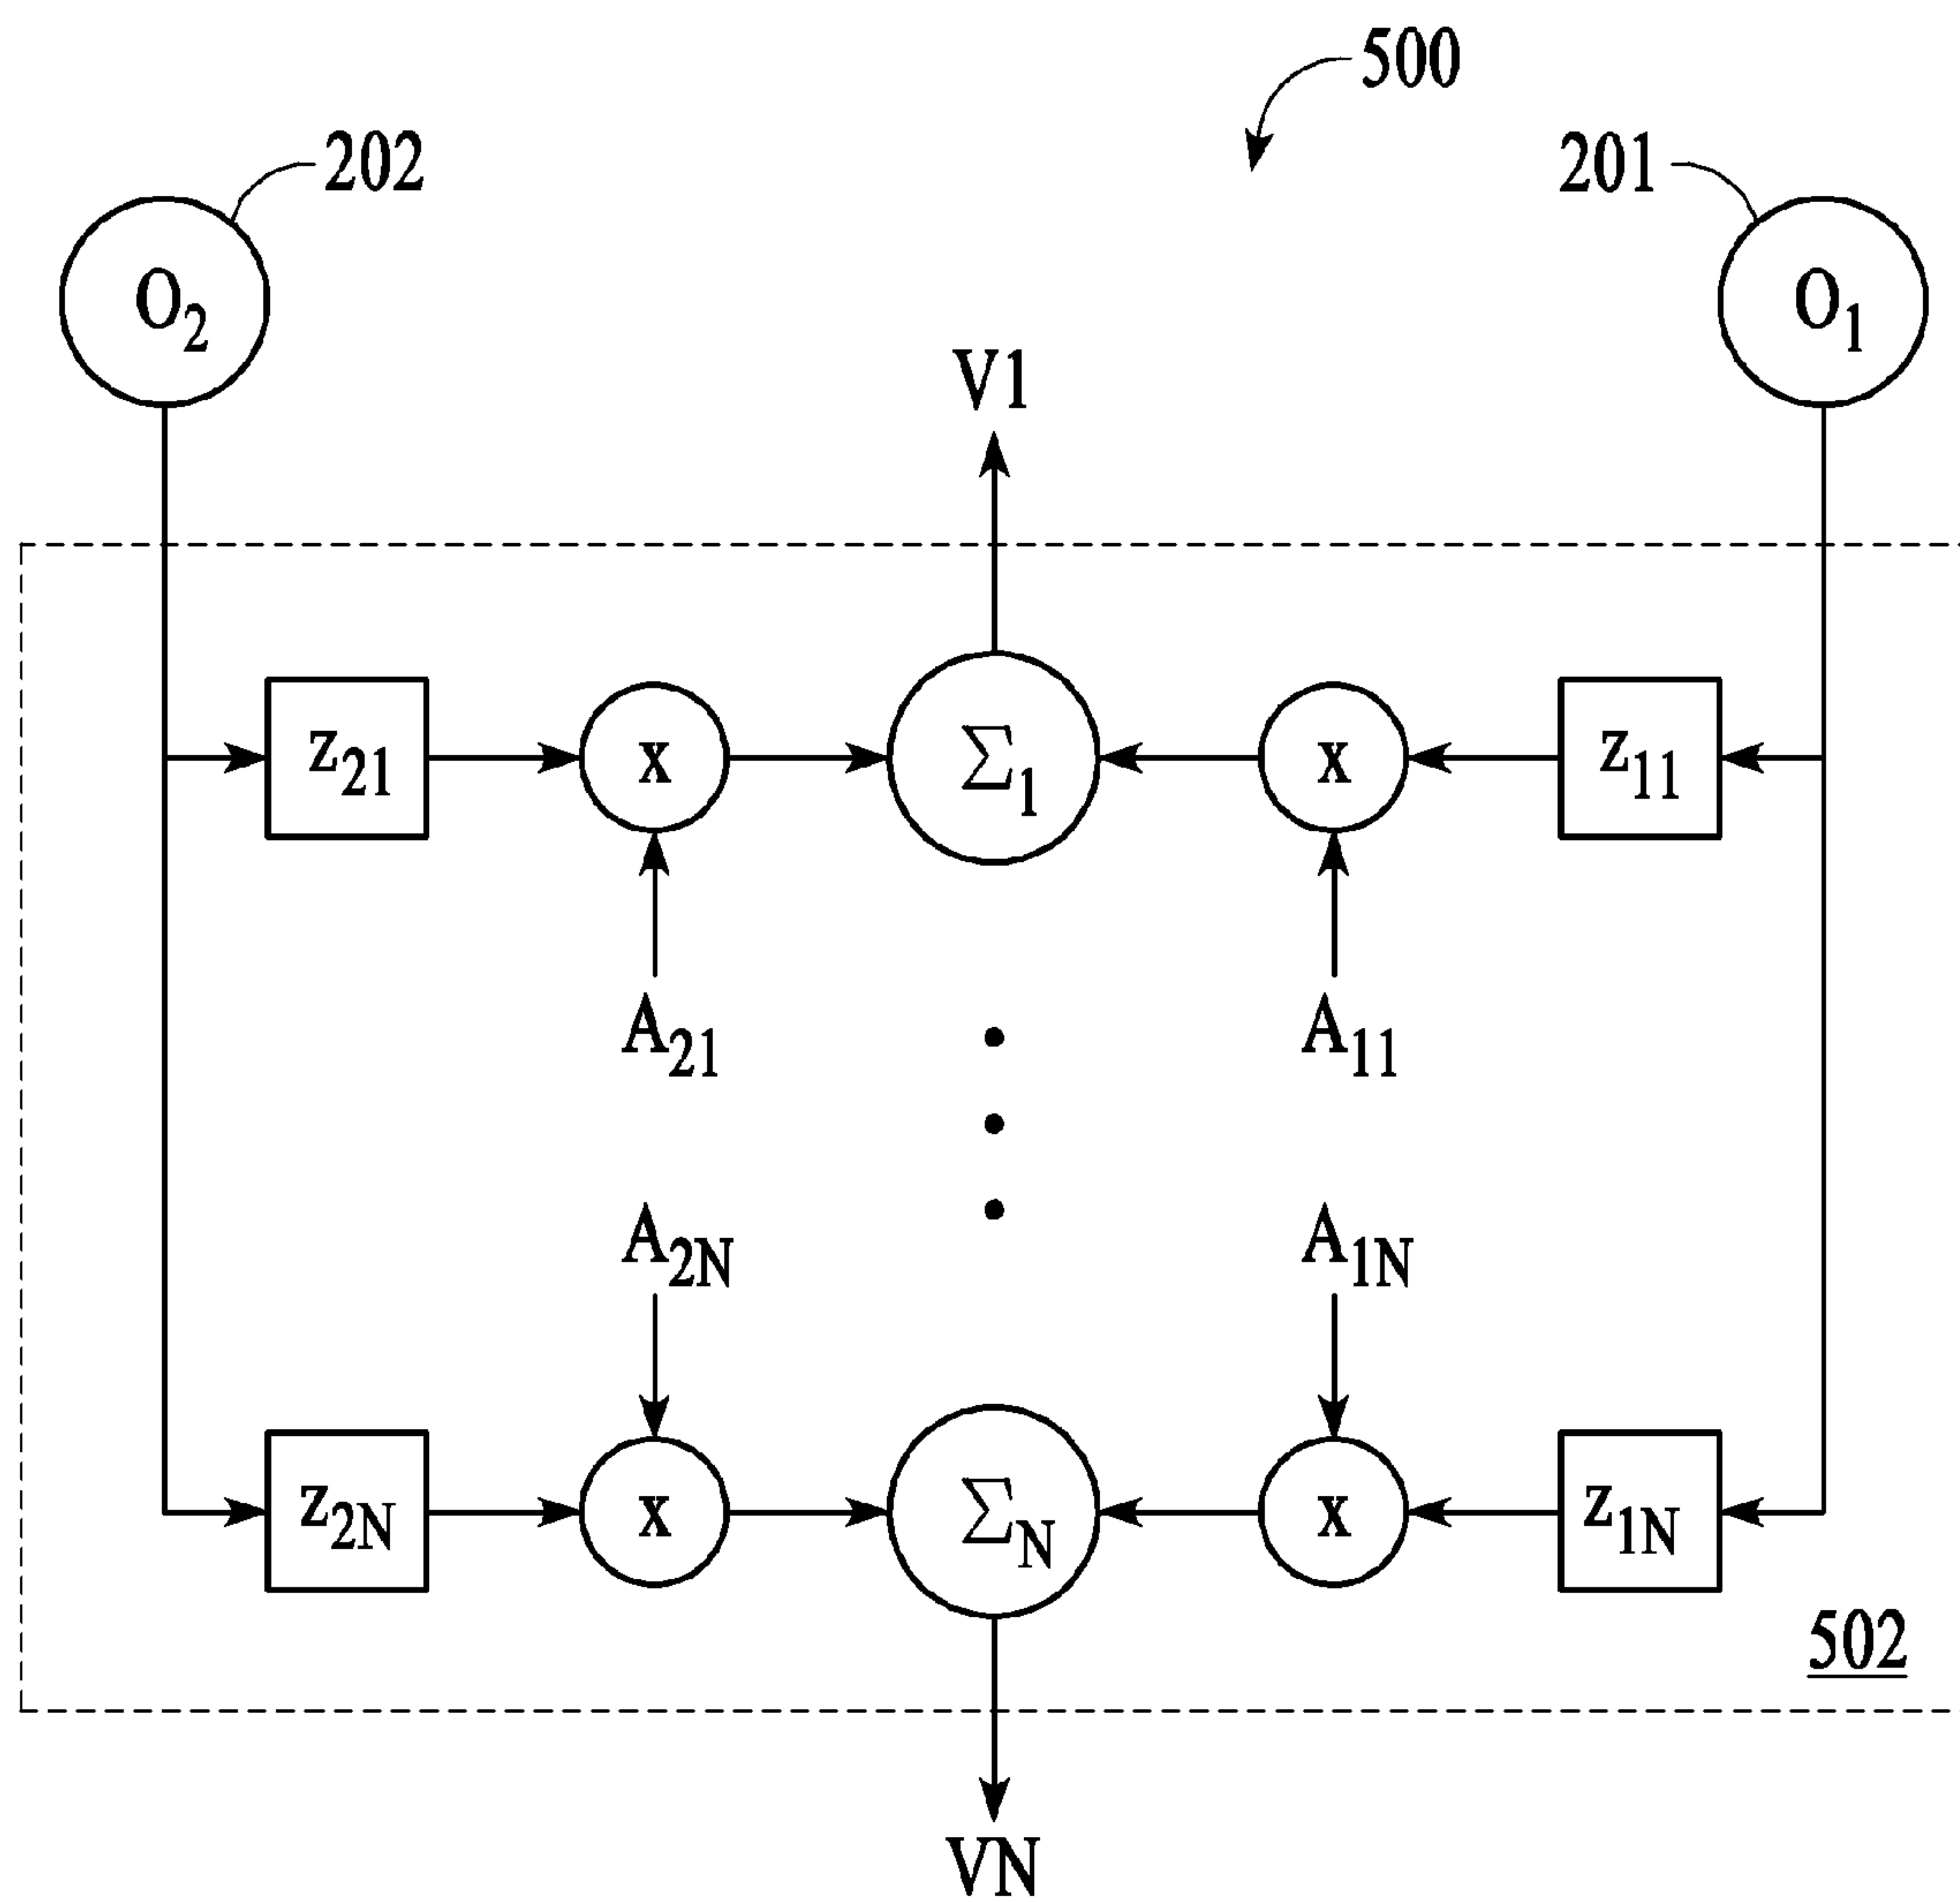 500
202
201
O2
O1
V1
z21
x
Σ1
x
z11
A21
A11
A2N
A1N
z2N
x
ΣN
x
z1N
502
VN